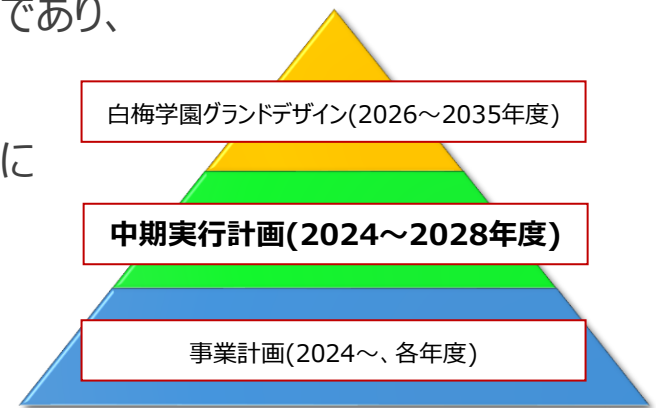 であり、
白梅学園グランドデザイン(2026～2035年度)
に
中期実行計画(2024～2028年度)
事業計画(2024～、各年度)